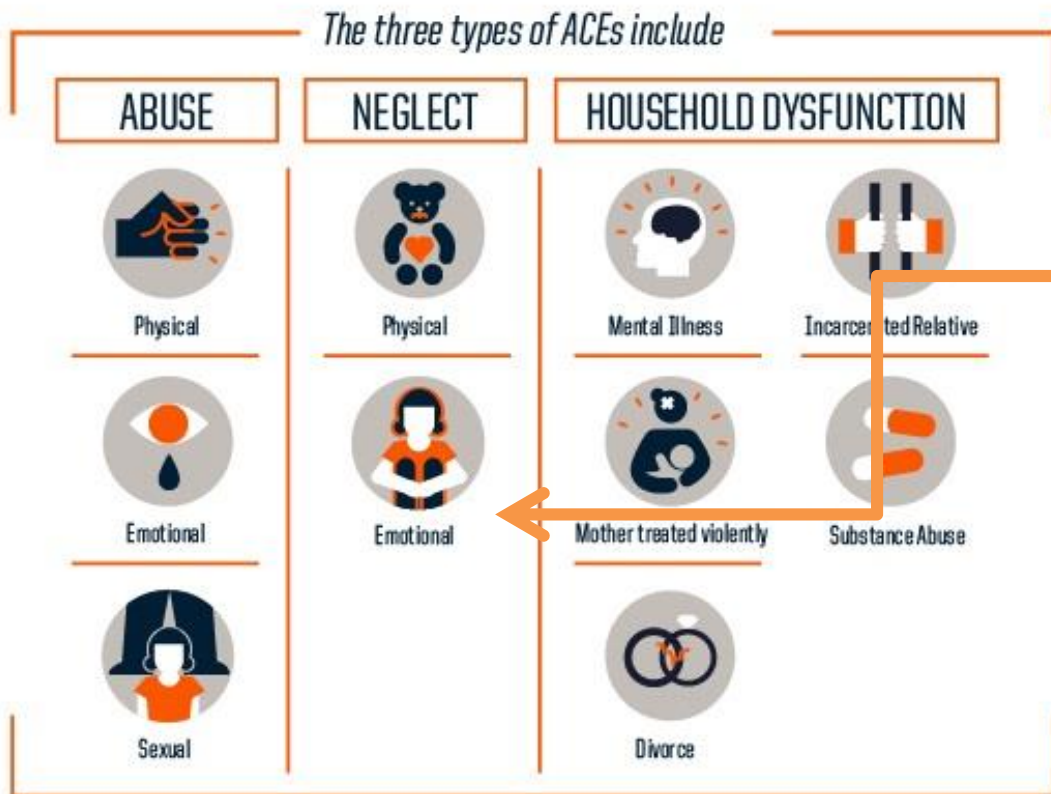 The three types of ACEs include
ABUSE
NEGLECT
HOUSEHOLD DYSFUNCTION
Physical
Physical
Mental Illness
Incarcerated Relative
Emotional
Emotional
Mother treated violently
Substance Abuse
Sexual
Divorce